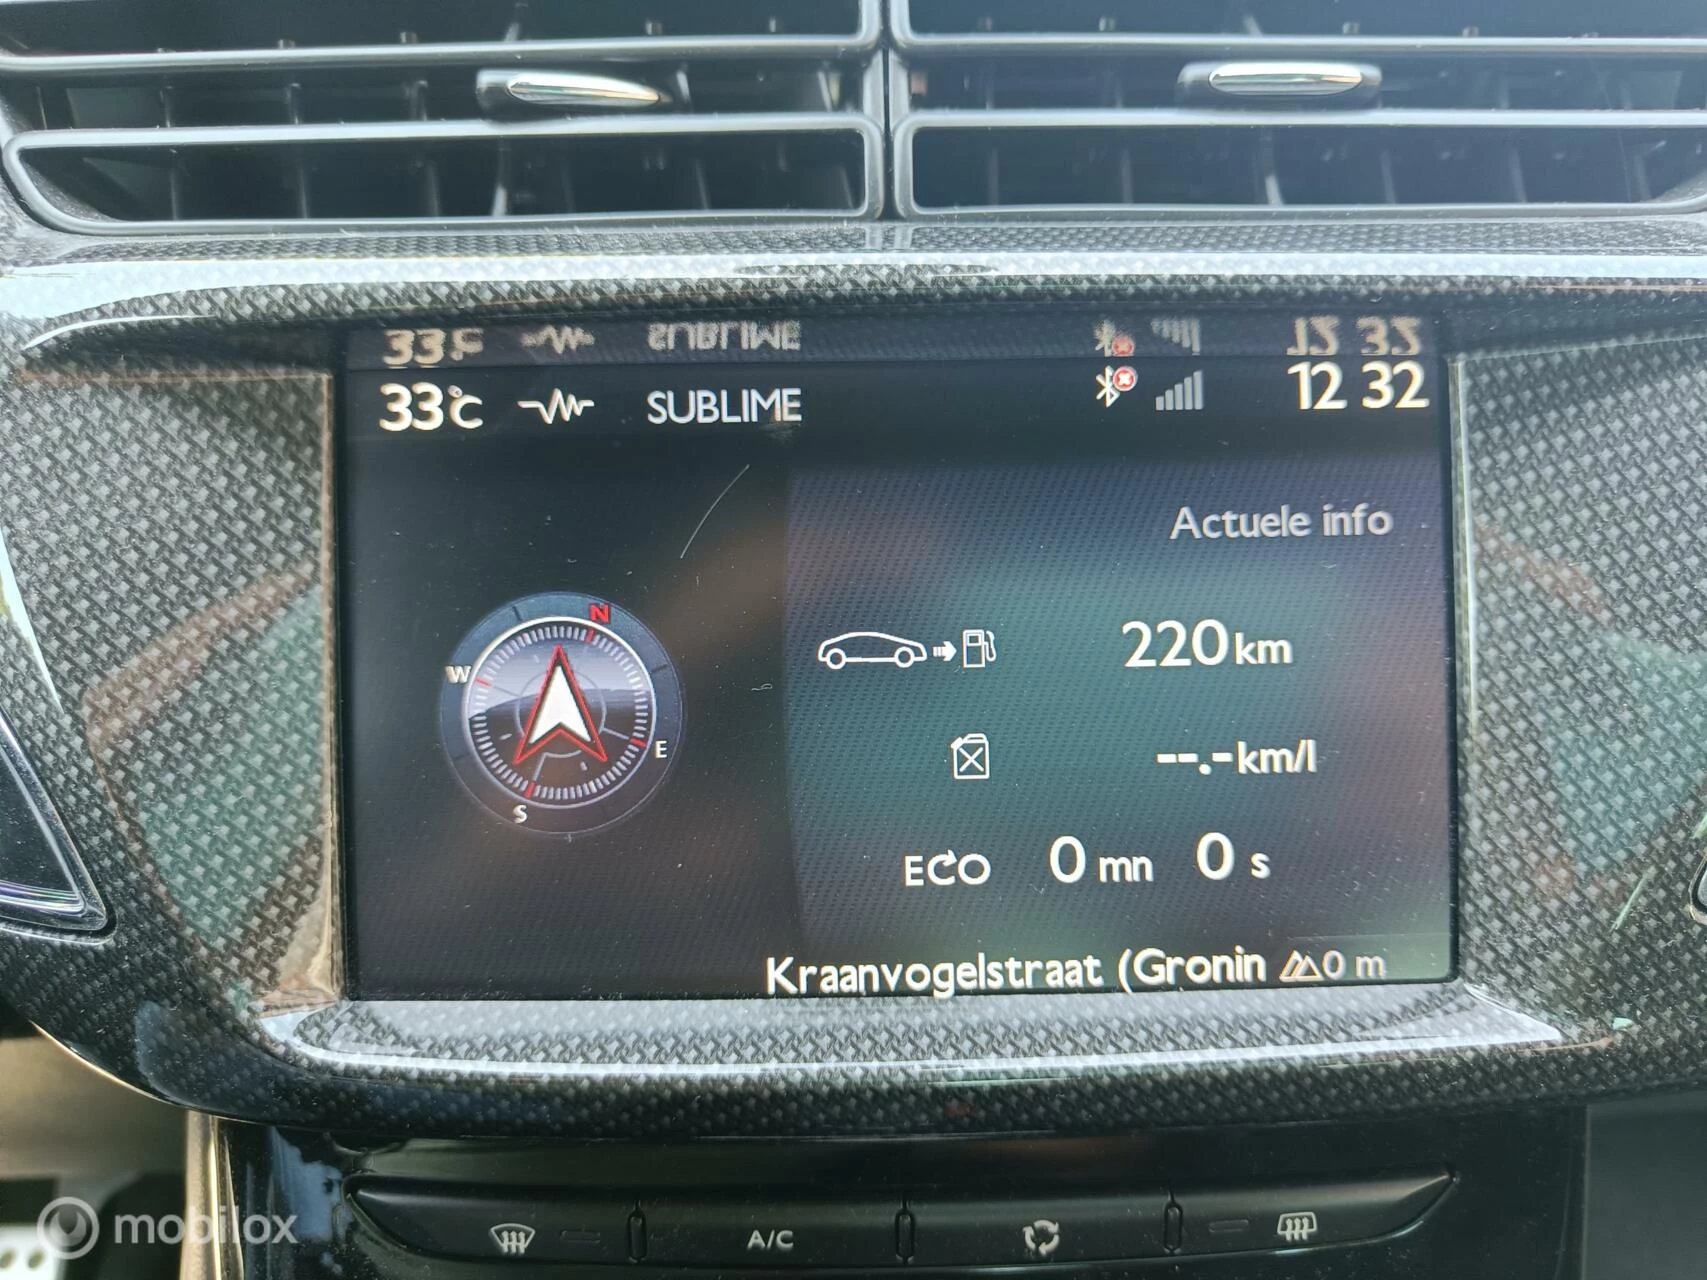 33°C SUBLIME 12 32
Actuele info
N
W
E
S
220 km
--.- km/l
ECO 0 mn 0 s
Kraanvogelstraat (Gronin 0 m
A/C
mobilox